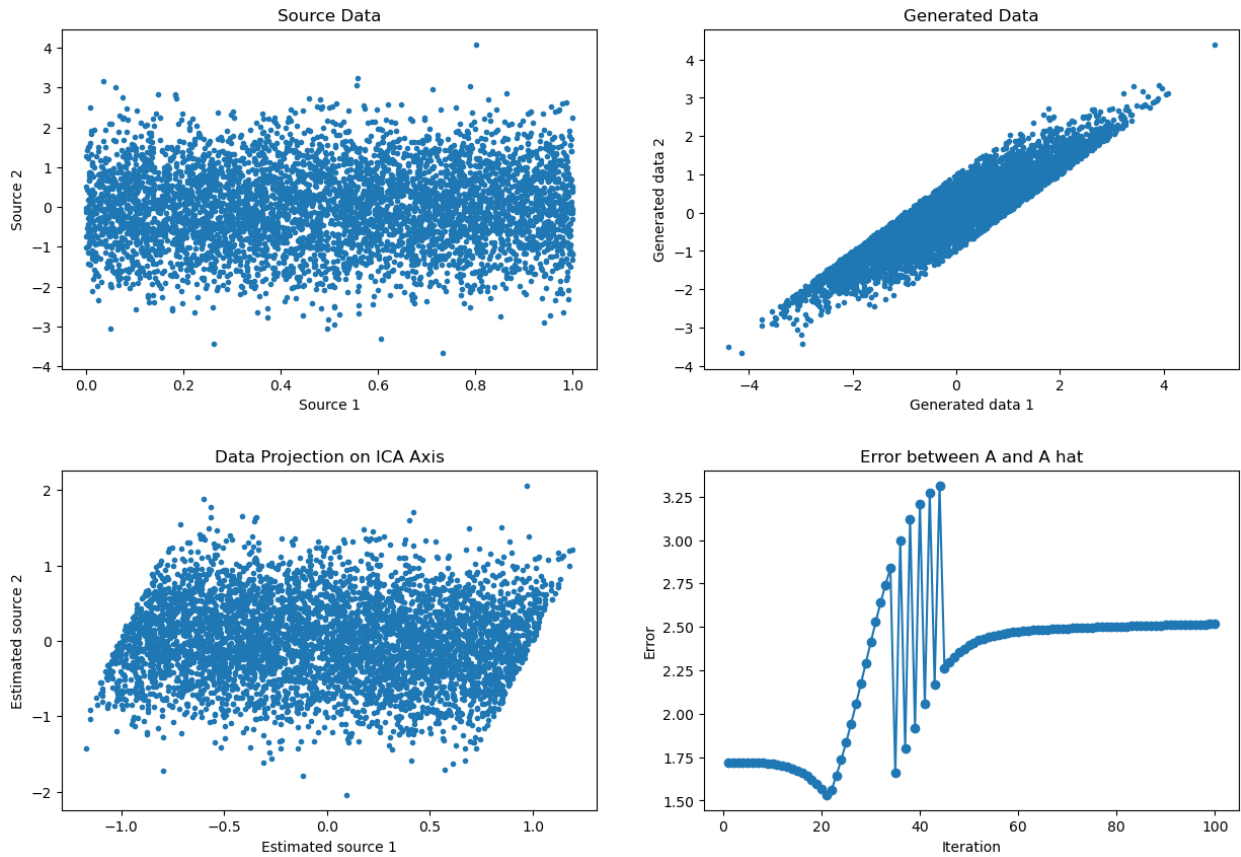 Source Data
4
3
2
1
0
−1
−2
−3
−4
Source 2
0.0 0.2 0.4 0.6 0.8 1.0
Source 1
Generated Data
4
3
2
1
0
−1
−2
−3
−4
Generated data 2
−4 −2 0 2 4
Generated data 1
Data Projection on ICA Axis
2
1
0
−1
−2
Estimated source 2
−1.0 −0.5 0.0 0.5 1.0
Estimated source 1
Error between A and A hat
3.25
3.00
2.75
2.50
2.25
2.00
1.75
1.50
Error
0 20 40 60 80 100
Iteration